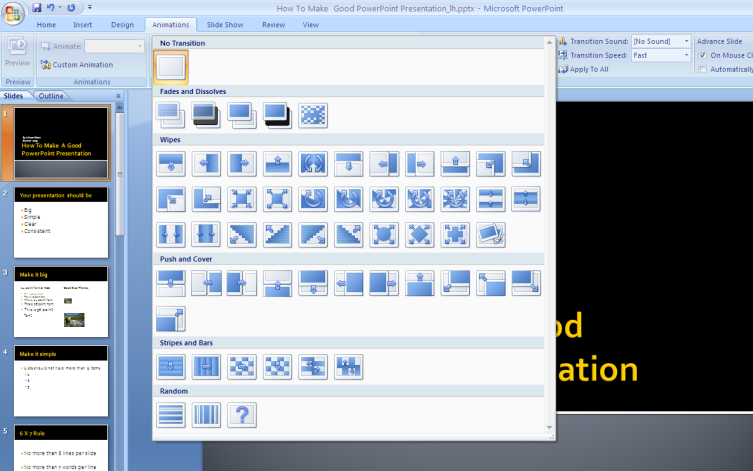 How To Make  Good PowerPoint Presentation_lh.pptx - Microsoft PowerPoint
Home Insert Design Animations Slide Show Review View
Preview
Animate:
Custom Animation
Preview Animations
No Transition
Fades and Dissolves
Wipes
Push and Cover
Stripes and Bars
Random
?
Transition Sound: [No Sound]
Transition Speed: Fast
Apply To All
Advance Slide
On Mouse Cl
Automatically
Slides Outline x
1
How To Make A Good
PowerPoint Presentation
2
Your presentation should be
Big
Simple
Clear
Consistent
3
Make it big
4
Make it simple
5
6 X 7 Rule
No more than 6 lines per slide
No more than 7 words per line
od
ation